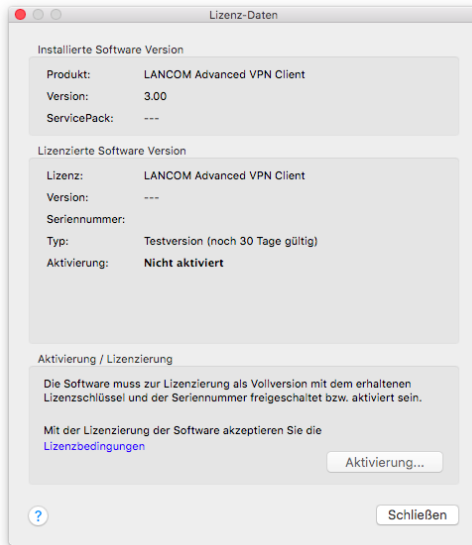 Lizenz-Daten
Installierte Software Version
Produkt: LANCOM Advanced VPN Client
Version: 3.00
ServicePack: ---
Lizenzierte Software Version
Lizenz: LANCOM Advanced VPN Client
Version: ---
Seriennummer:
Typ: Testversion (noch 30 Tage gültig)
Aktivierung: Nicht aktiviert
Aktivierung / Lizenzierung
Die Software muss zur Lizenzierung als Vollversion mit dem erhaltenen
Lizenzschlüssel und der Seriennummer freigeschaltet bzw. aktiviert sein.
Mit der Lizenzierung der Software akzeptieren Sie die
Lizenzbedingungen
Aktivierung...
? Schließen